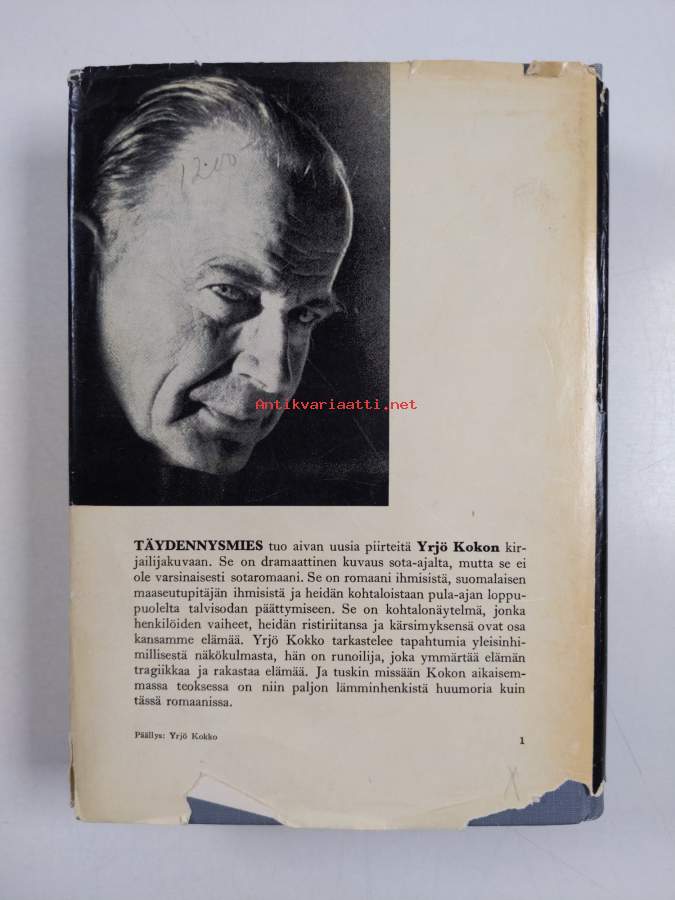 12.00
Antikvariaatti.net
TÄYDENNYSMIES tuo aivan uusia piirteitä Yrjö Kokon kir-
jailijakuvaan. Se on dramaattinen kuvaus sota-ajalta, mutta se ei
ole varsinaisesti sotaromaani. Se on romaani ihmisistä, suomalaisen
maaseutupitäjän ihmisistä ja heidän kohtaloistaan pula-ajan loppu-
puolelta talvisodan päättymiseen. Se on kohtalonäytelmä, jonka
henkilöiden vaiheet, heidän ristiriitansa ja kärsimyksensä ovat osa
kansamme elämää. Yrjö Kokko tarkastelee tapahtumia yleisinhi-
millisestä näkökulmasta, hän on runoilija, joka ymmärtää elämän
tragiikkaa ja rakastaa elämää. Ja tuskin missään Kokon aikaisem-
massa teoksessa on niin paljon lämminhenkistä huumoria kuin
tässä romaanissa.
Päällys: Yrjö Kokko
1
X